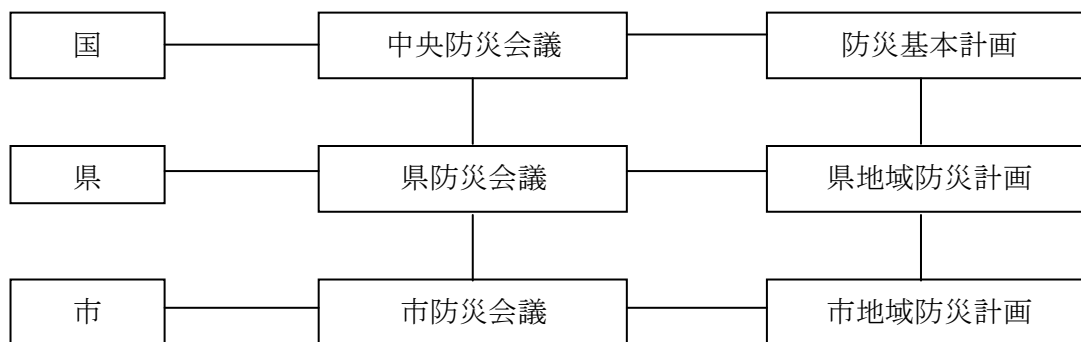 国 中央防災会議 防災基本計画
県 県防災会議 県地域防災計画
市 市防災会議 市地域防災計画